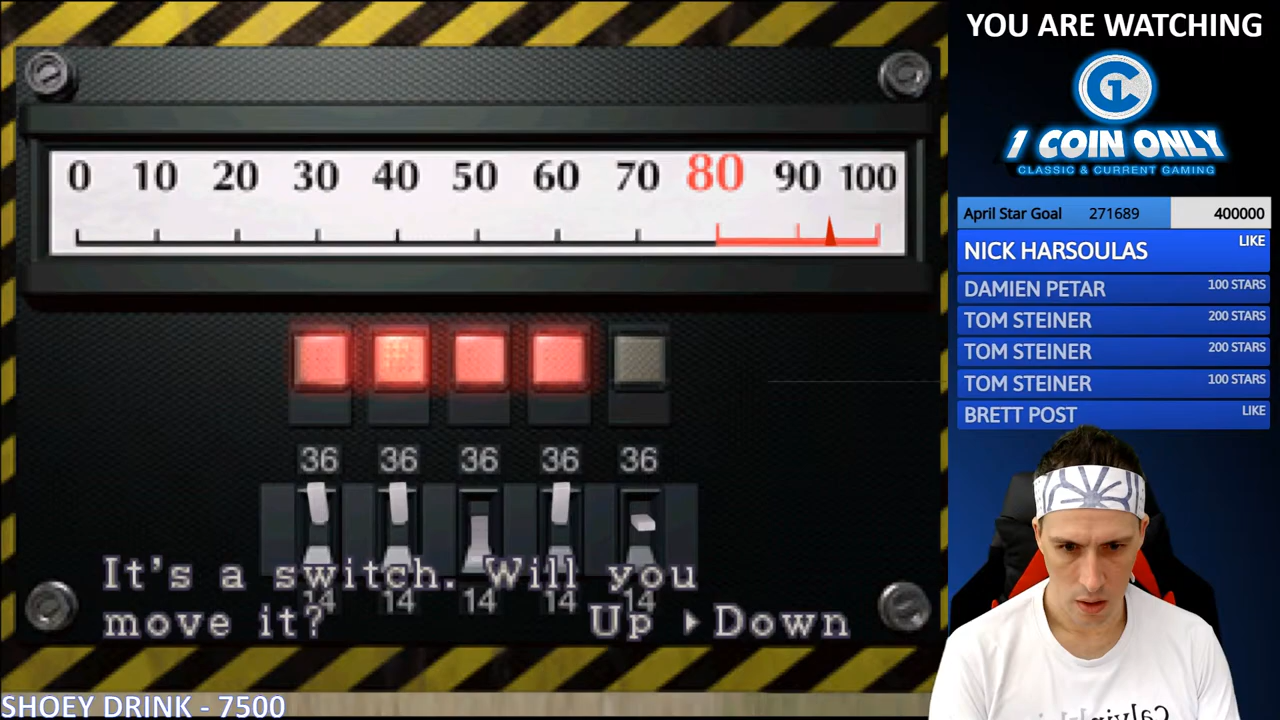 YOU ARE WATCHING
1 COIN ONLY
CLASSIC & CURRENT GAMING
0 10 20 30 40 50 60 70 80 90 100
April Star Goal 271689 400000
NICK HARSOULAS LIKE
DAMIEN PETAR 100 STARS
TOM STEINER 200 STARS
TOM STEINER 200 STARS
TOM STEINER 100 STARS
BRETT POST LIKE
36 36 36 36 36
It's a switch. Will you
move it? Up ▸ Down
14 14 14 14 14
SHOEY DRINK - 7500